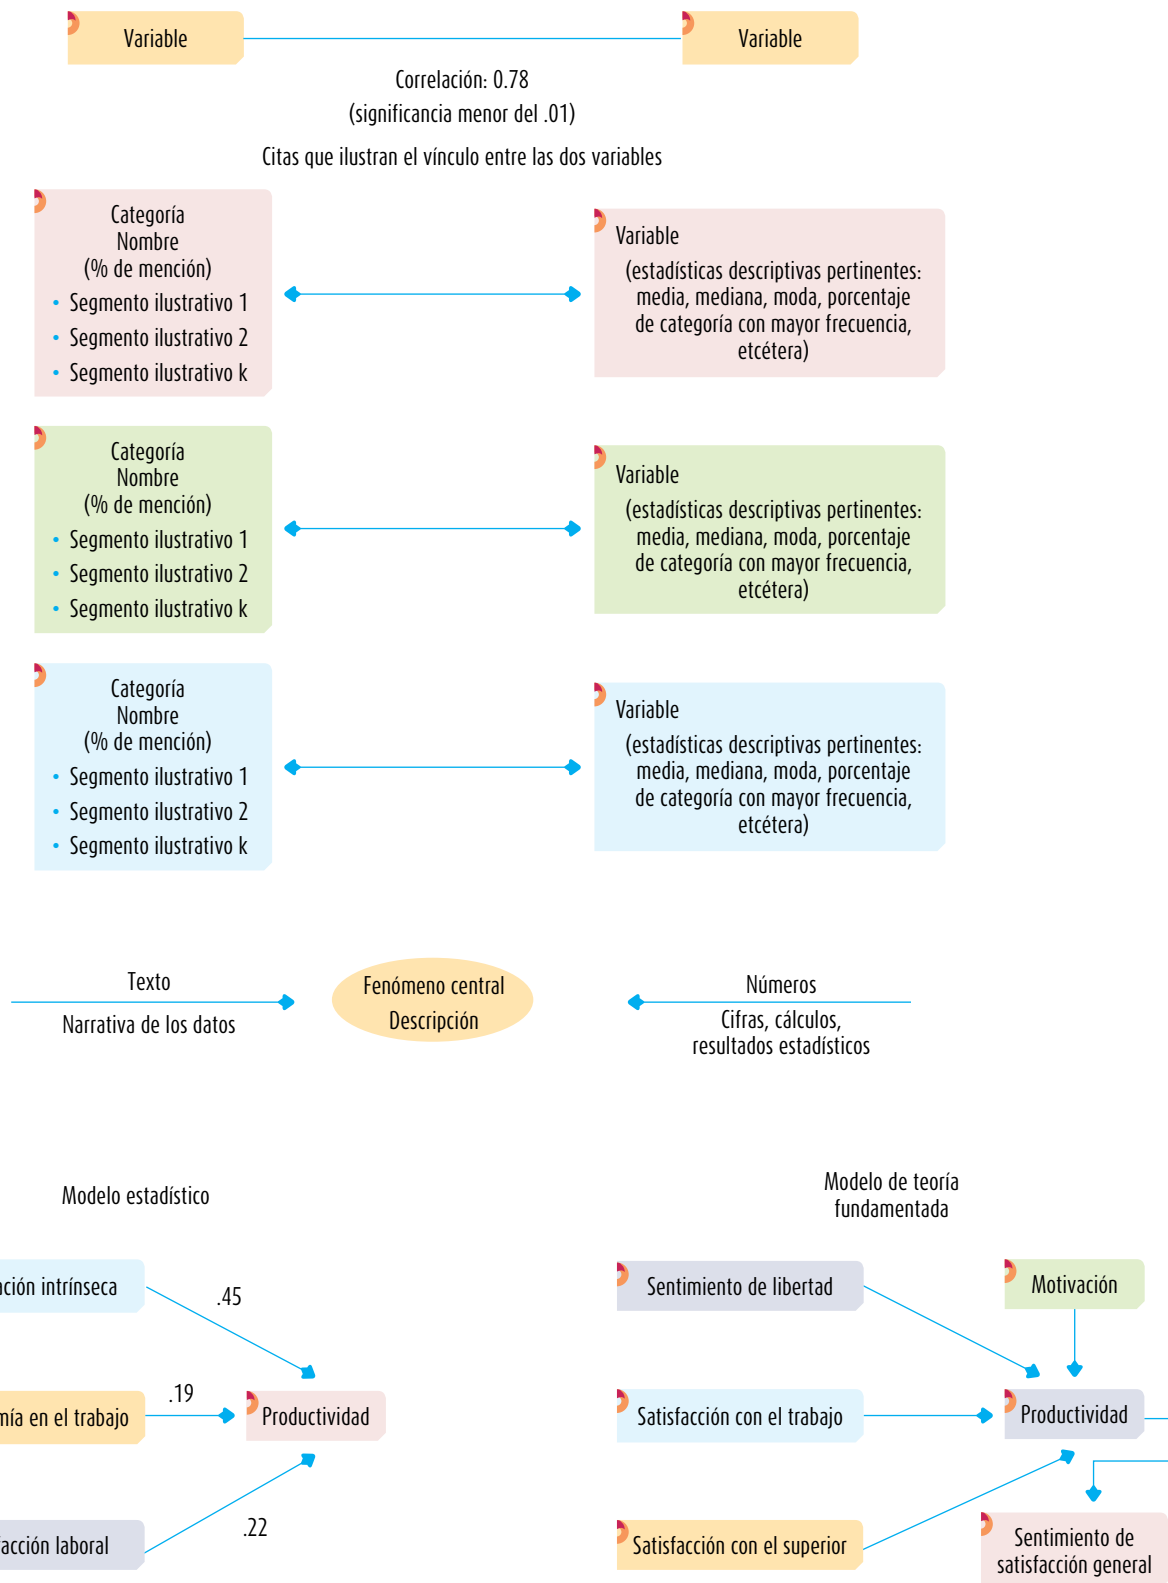 Variable
Variable
Correlación: 0.78
(significancia menor del .01)
Citas que ilustran el vínculo entre las dos variables
Categoría
Nombre
(% de mención)
• Segmento ilustrativo 1
• Segmento ilustrativo 2
• Segmento ilustrativo k
Variable
(estadísticas descriptivas pertinentes:
media, mediana, moda, porcentaje
de categoría con mayor frecuencia,
etcétera)
Categoría
Nombre
(% de mención)
• Segmento ilustrativo 1
• Segmento ilustrativo 2
• Segmento ilustrativo k
Variable
(estadísticas descriptivas pertinentes:
media, mediana, moda, porcentaje
de categoría con mayor frecuencia,
etcétera)
Categoría
Nombre
(% de mención)
• Segmento ilustrativo 1
• Segmento ilustrativo 2
• Segmento ilustrativo k
Variable
(estadísticas descriptivas pertinentes:
media, mediana, moda, porcentaje
de categoría con mayor frecuencia,
etcétera)
Texto
Narrativa de los datos
Fenómeno central
Descripción
Números
Cifras, cálculos,
resultados estadísticos
Modelo estadístico
intrínseca
.45
en el trabajo
.19
Productividad
laboral
.22
Modelo de teoría
fundamentada
Sentimiento de libertad
Motivación
Satisfacción con el trabajo
Productividad
Satisfacción con el superior
Sentimiento de
satisfacción general